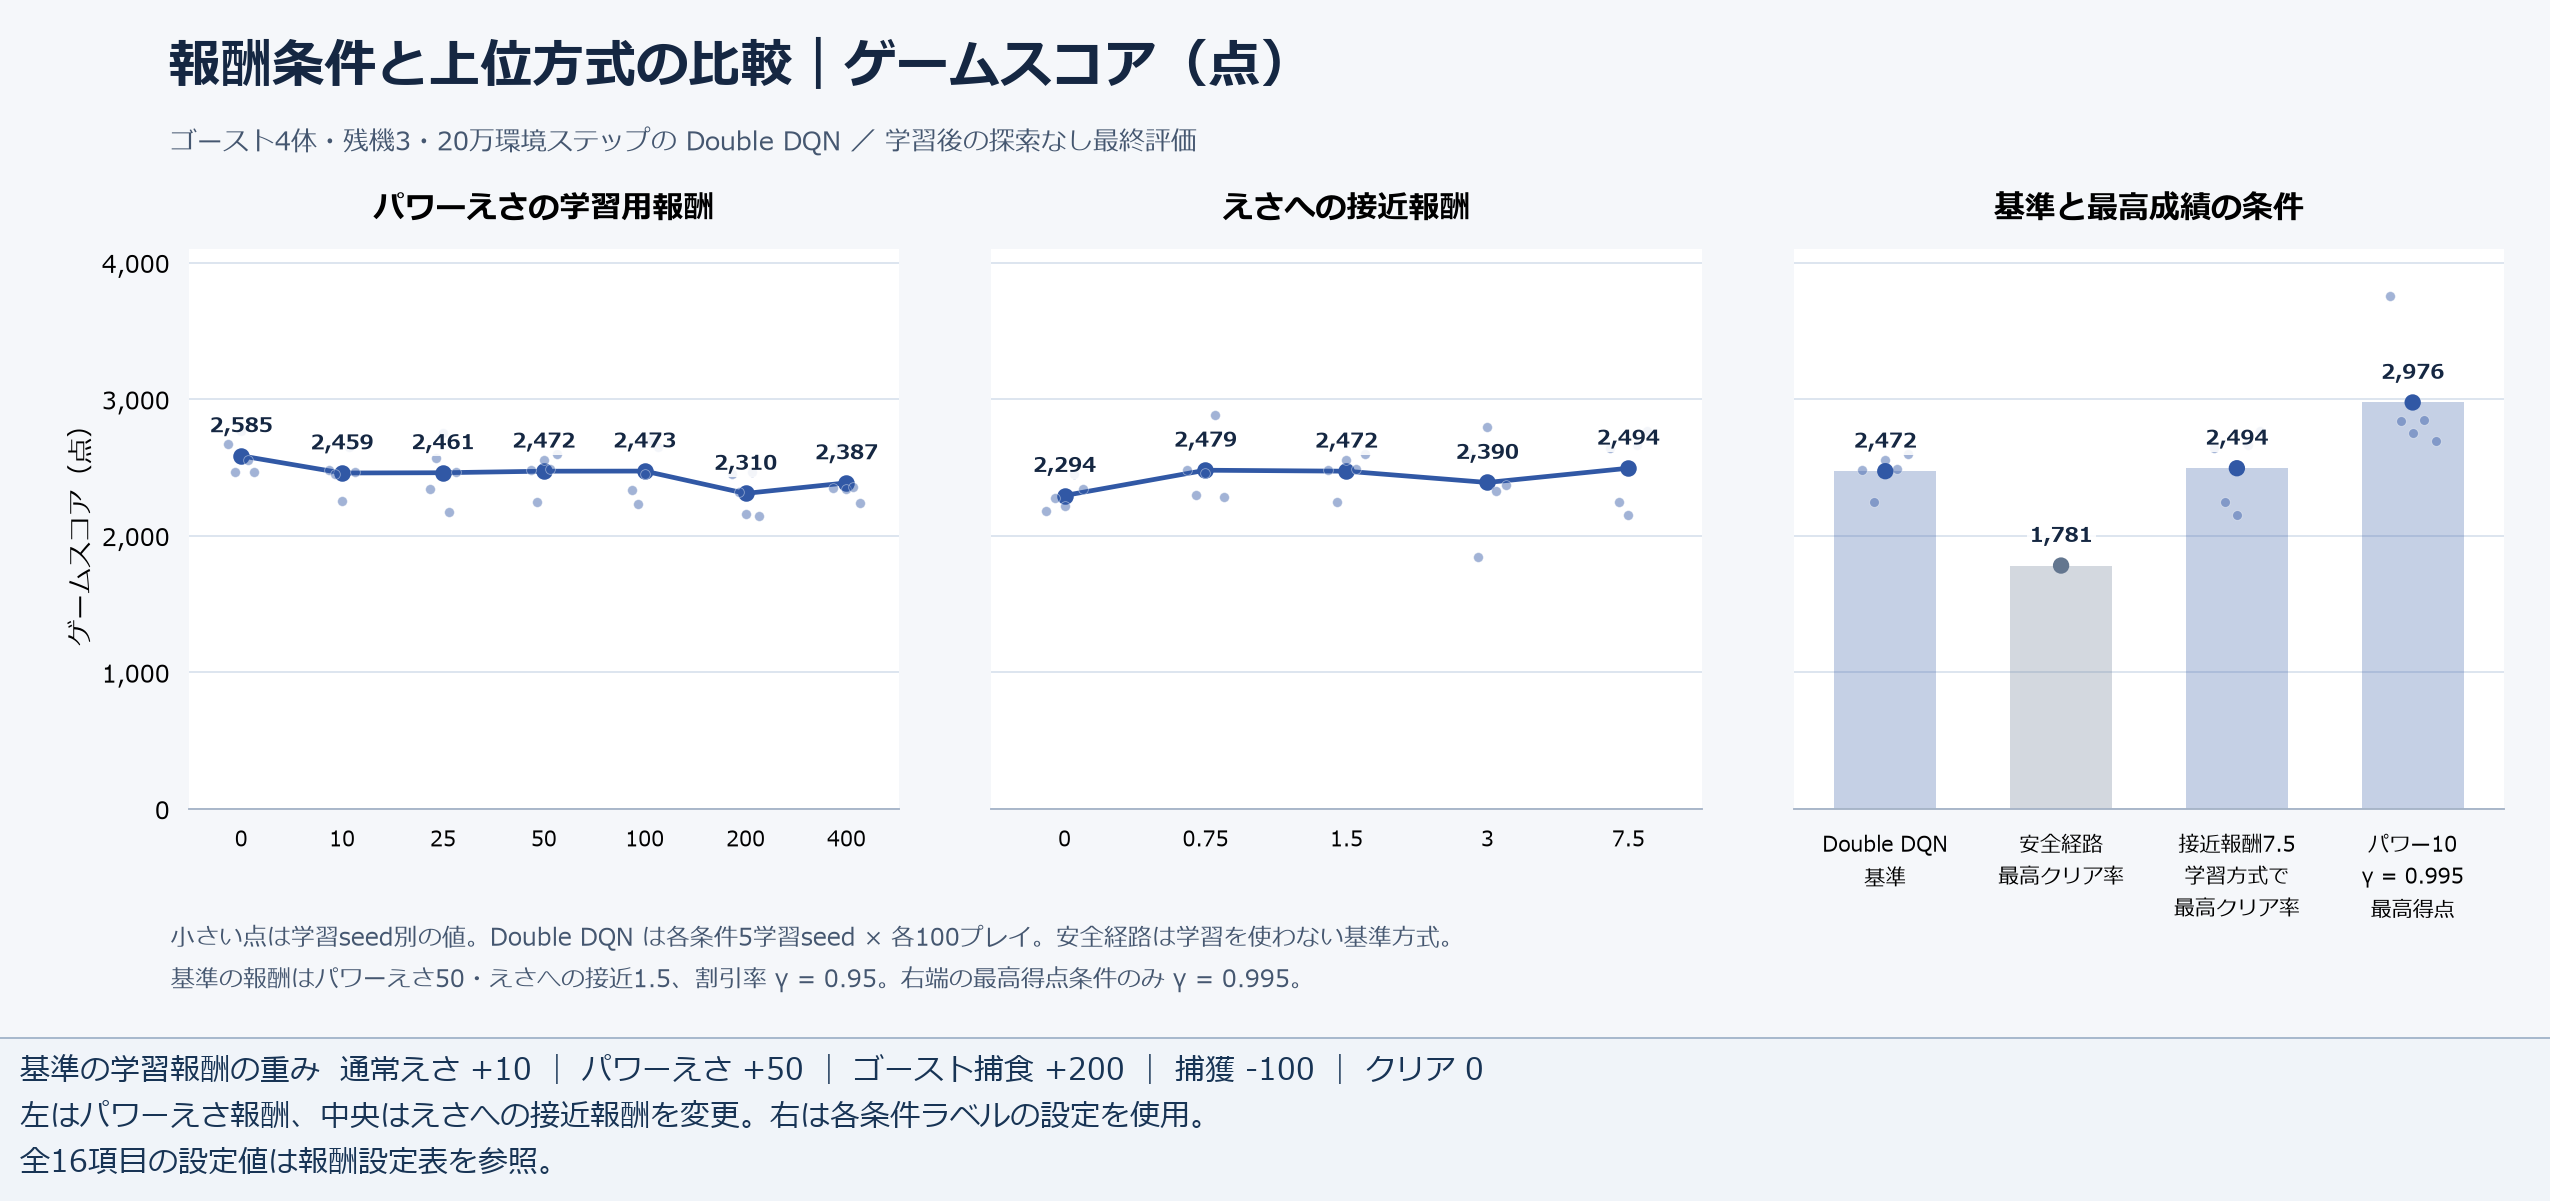 報酬条件と上位方式の比較｜ゲームスコア（点）
ゴースト4体・残機3・20万環境ステップの Double DQN ／ 学習後の探索なし最終評価
パワーえさの学習用報酬
えさへの接近報酬
基準と最高成績の条件
ゲームスコア（点）
4,000
3,000
2,000
1,000
0
2,585
2,459
2,461
2,472
2,473
2,310
2,387
0
10
25
50
100
200
400
2,294
2,479
2,472
2,390
2,494
0
0.75
1.5
3
7.5
2,472
1,781
2,494
2,976
Double DQN
基準
安全経路
最高クリア率
接近報酬7.5
学習方式で
最高クリア率
パワー10
γ = 0.995
最高得点
小さい点は学習seed別の値。Double DQN は各条件5学習seed × 各100プレイ。安全経路は学習を使わない基準方式。
基準の報酬はパワーえさ50・えさへの接近1.5、割引率 γ = 0.95。右端の最高得点条件のみ γ = 0.995。
基準の学習報酬の重み 通常えさ +10 ｜ パワーえさ +50 ｜ ゴースト捕食 +200 ｜ 捕獲 -100 ｜ クリア 0
左はパワーえさ報酬、中央はえさへの接近報酬を変更。右は各条件ラベルの設定を使用。
全16項目の設定値は報酬設定表を参照。